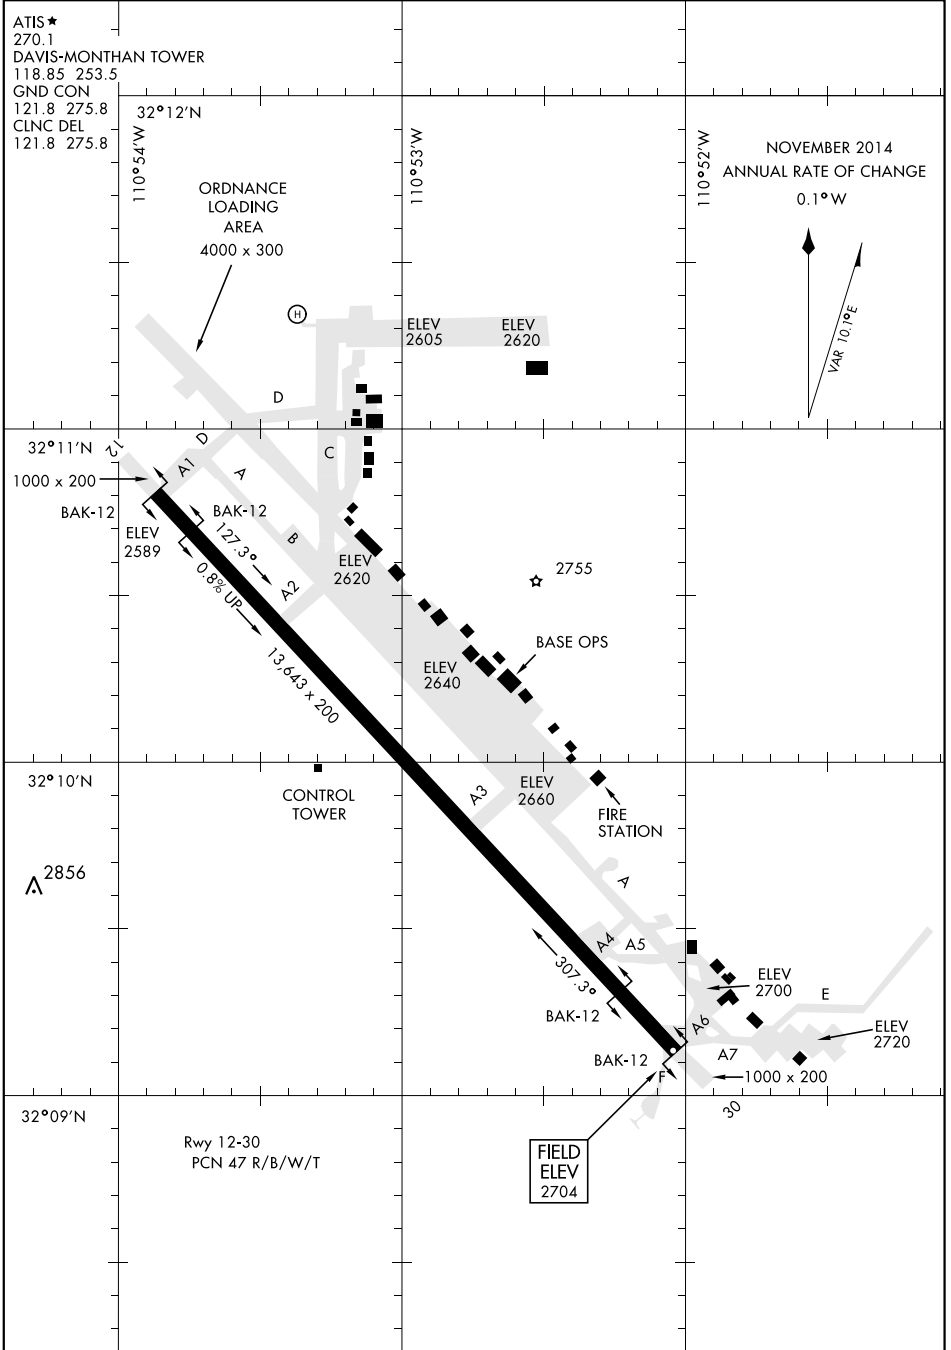 ATIS★
270.1
DAVIS-MONTHAN TOWER
118.85 253.5
GND CON
121.8 275.8
CLNC DEL
121.8 275.8
32°12'N
110°54'W
110°53'W
110°52'W
NOVEMBER 2014
ANNUAL RATE OF CHANGE
0.1°W
VAR 10.1°E
ORDNANCE
LOADING
AREA
4000 x 300
H
ELEV
2605
ELEV
2620
D
32°11'N
12
D
A1
A
C
1000 x 200
BAK-12
BAK-12
ELEV
2589
127.3°
B
0.8% UP
A2
ELEV
2620
2755
BASE OPS
ELEV
2640
13,643 x 200
32°10'N
CONTROL
TOWER
A3
ELEV
2660
FIRE
STATION
2856
A
A4
A5
307.3°
ELEV
2700
E
BAK-12
A6
ELEV
2720
BAK-12
A7
F
1000 x 200
30
32°09'N
Rwy 12-30
PCN 47 R/B/W/T
FIELD
ELEV
2704